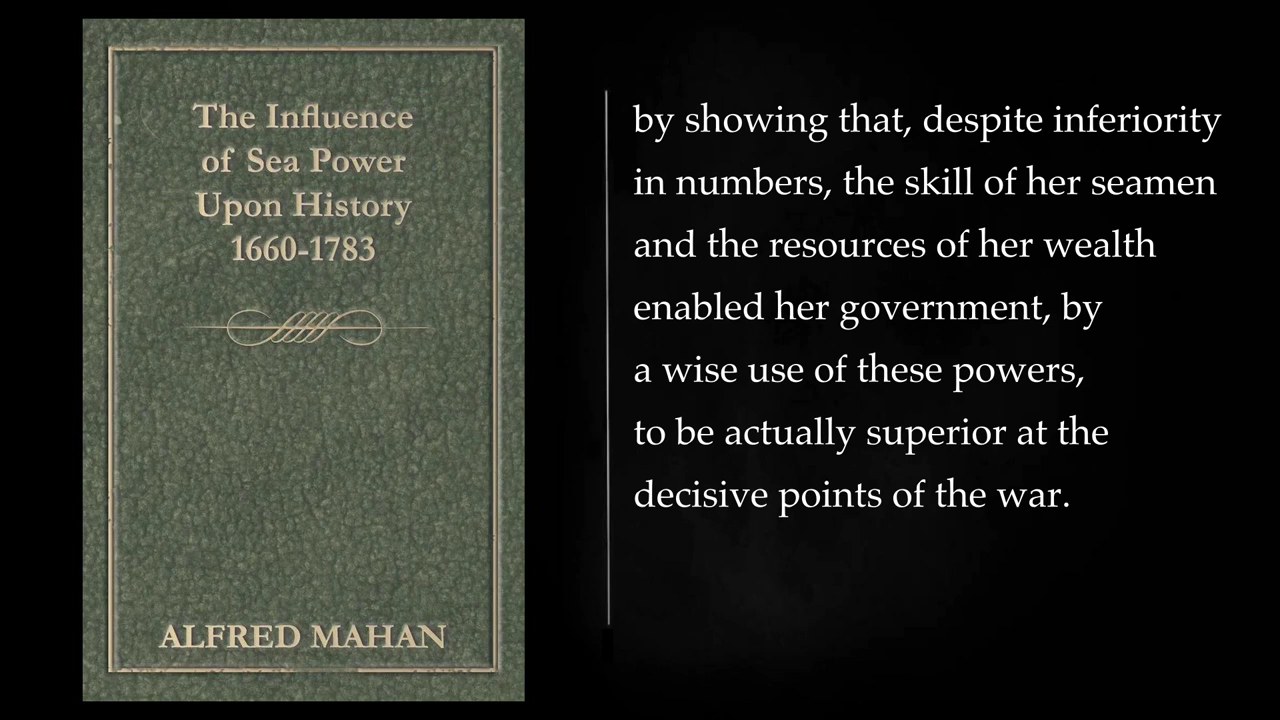 The Influence
of Sea Power
Upon History
1660-1783
ALFRED MAHAN
by showing that, despite inferiority
in numbers, the skill of her seamen
and the resources of her wealth
enabled her government, by
a wise use of these powers,
to be actually superior at the
decisive points of the war.